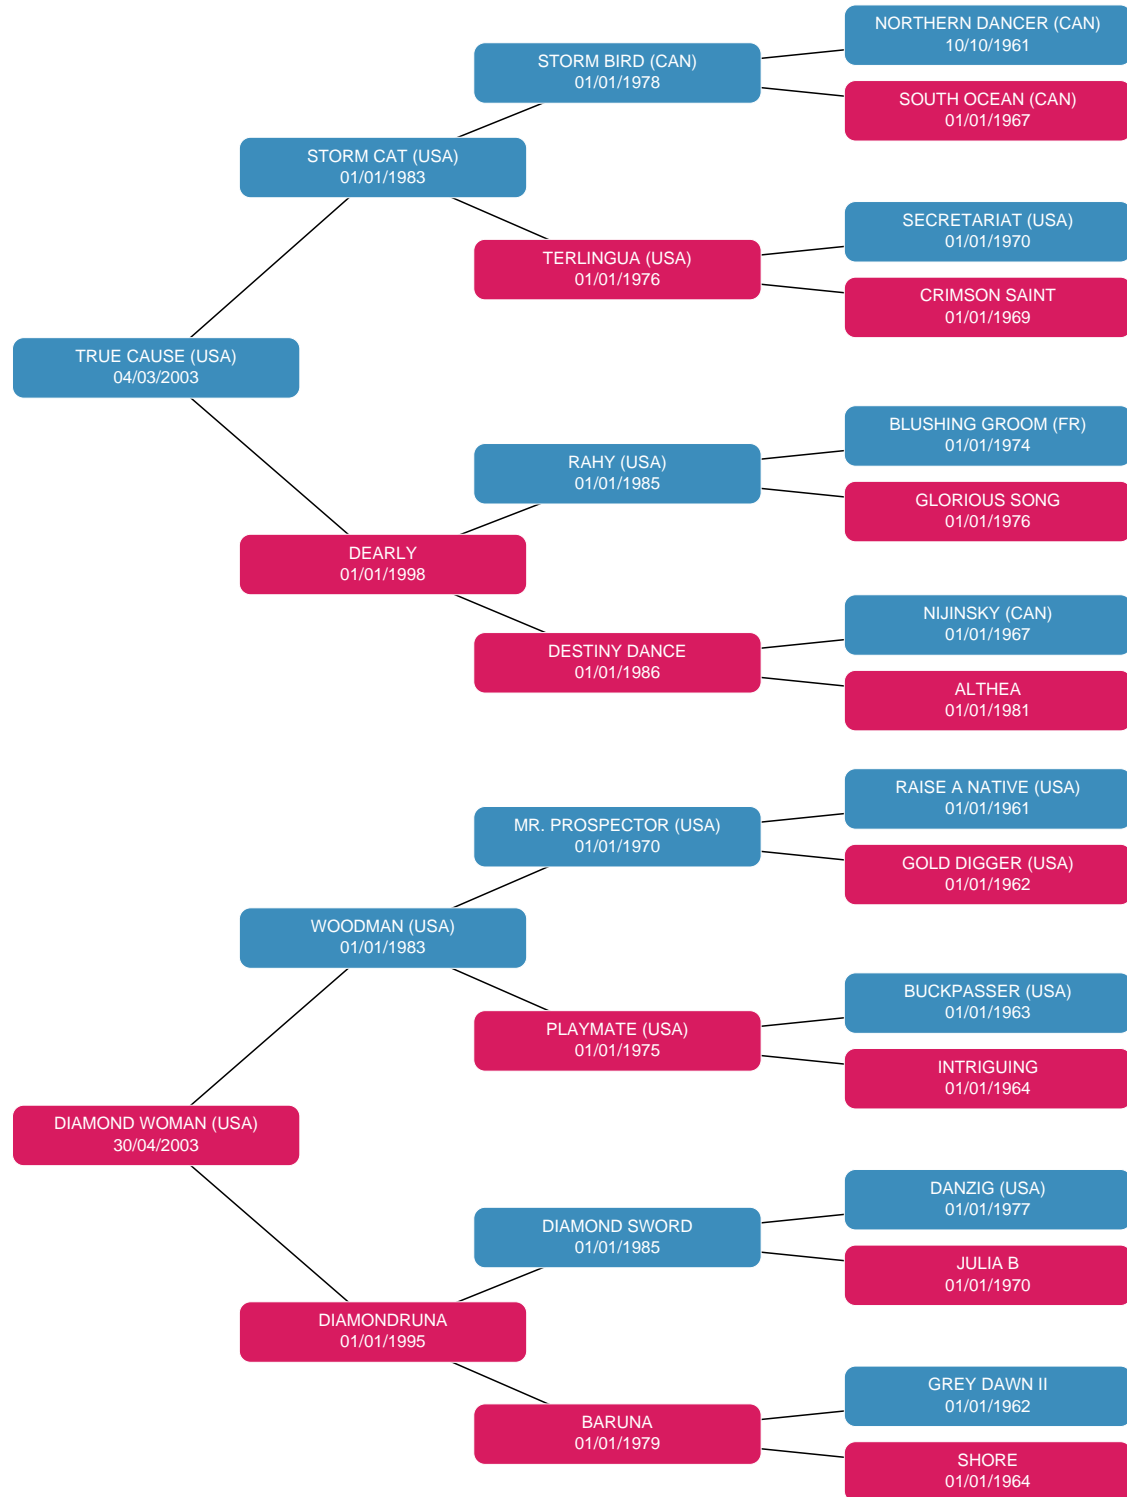 NORTHERN DANCER (CAN)
10/10/1961
STORM BIRD (CAN)
01/01/1978
SOUTH OCEAN (CAN)
01/01/1967
STORM CAT (USA)
01/01/1983
SECRETARIAT (USA)
01/01/1970
TERLINGUA (USA)
01/01/1976
CRIMSON SAINT
01/01/1969
TRUE CAUSE (USA)
04/03/2003
BLUSHING GROOM (FR)
01/01/1974
RAHY (USA)
01/01/1985
GLORIOUS SONG
01/01/1976
DEARLY
01/01/1998
NIJINSKY (CAN)
01/01/1967
DESTINY DANCE
01/01/1986
ALTHEA
01/01/1981
RAISE A NATIVE (USA)
01/01/1961
MR. PROSPECTOR (USA)
01/01/1970
GOLD DIGGER (USA)
01/01/1962
WOODMAN (USA)
01/01/1983
BUCKPASSER (USA)
01/01/1963
PLAYMATE (USA)
01/01/1975
INTRIGUING
01/01/1964
DIAMOND WOMAN (USA)
30/04/2003
DANZIG (USA)
01/01/1977
DIAMOND SWORD
01/01/1985
JULIA B
01/01/1970
DIAMONDRUNA
01/01/1995
GREY DAWN II
01/01/1962
BARUNA
01/01/1979
SHORE
01/01/1964